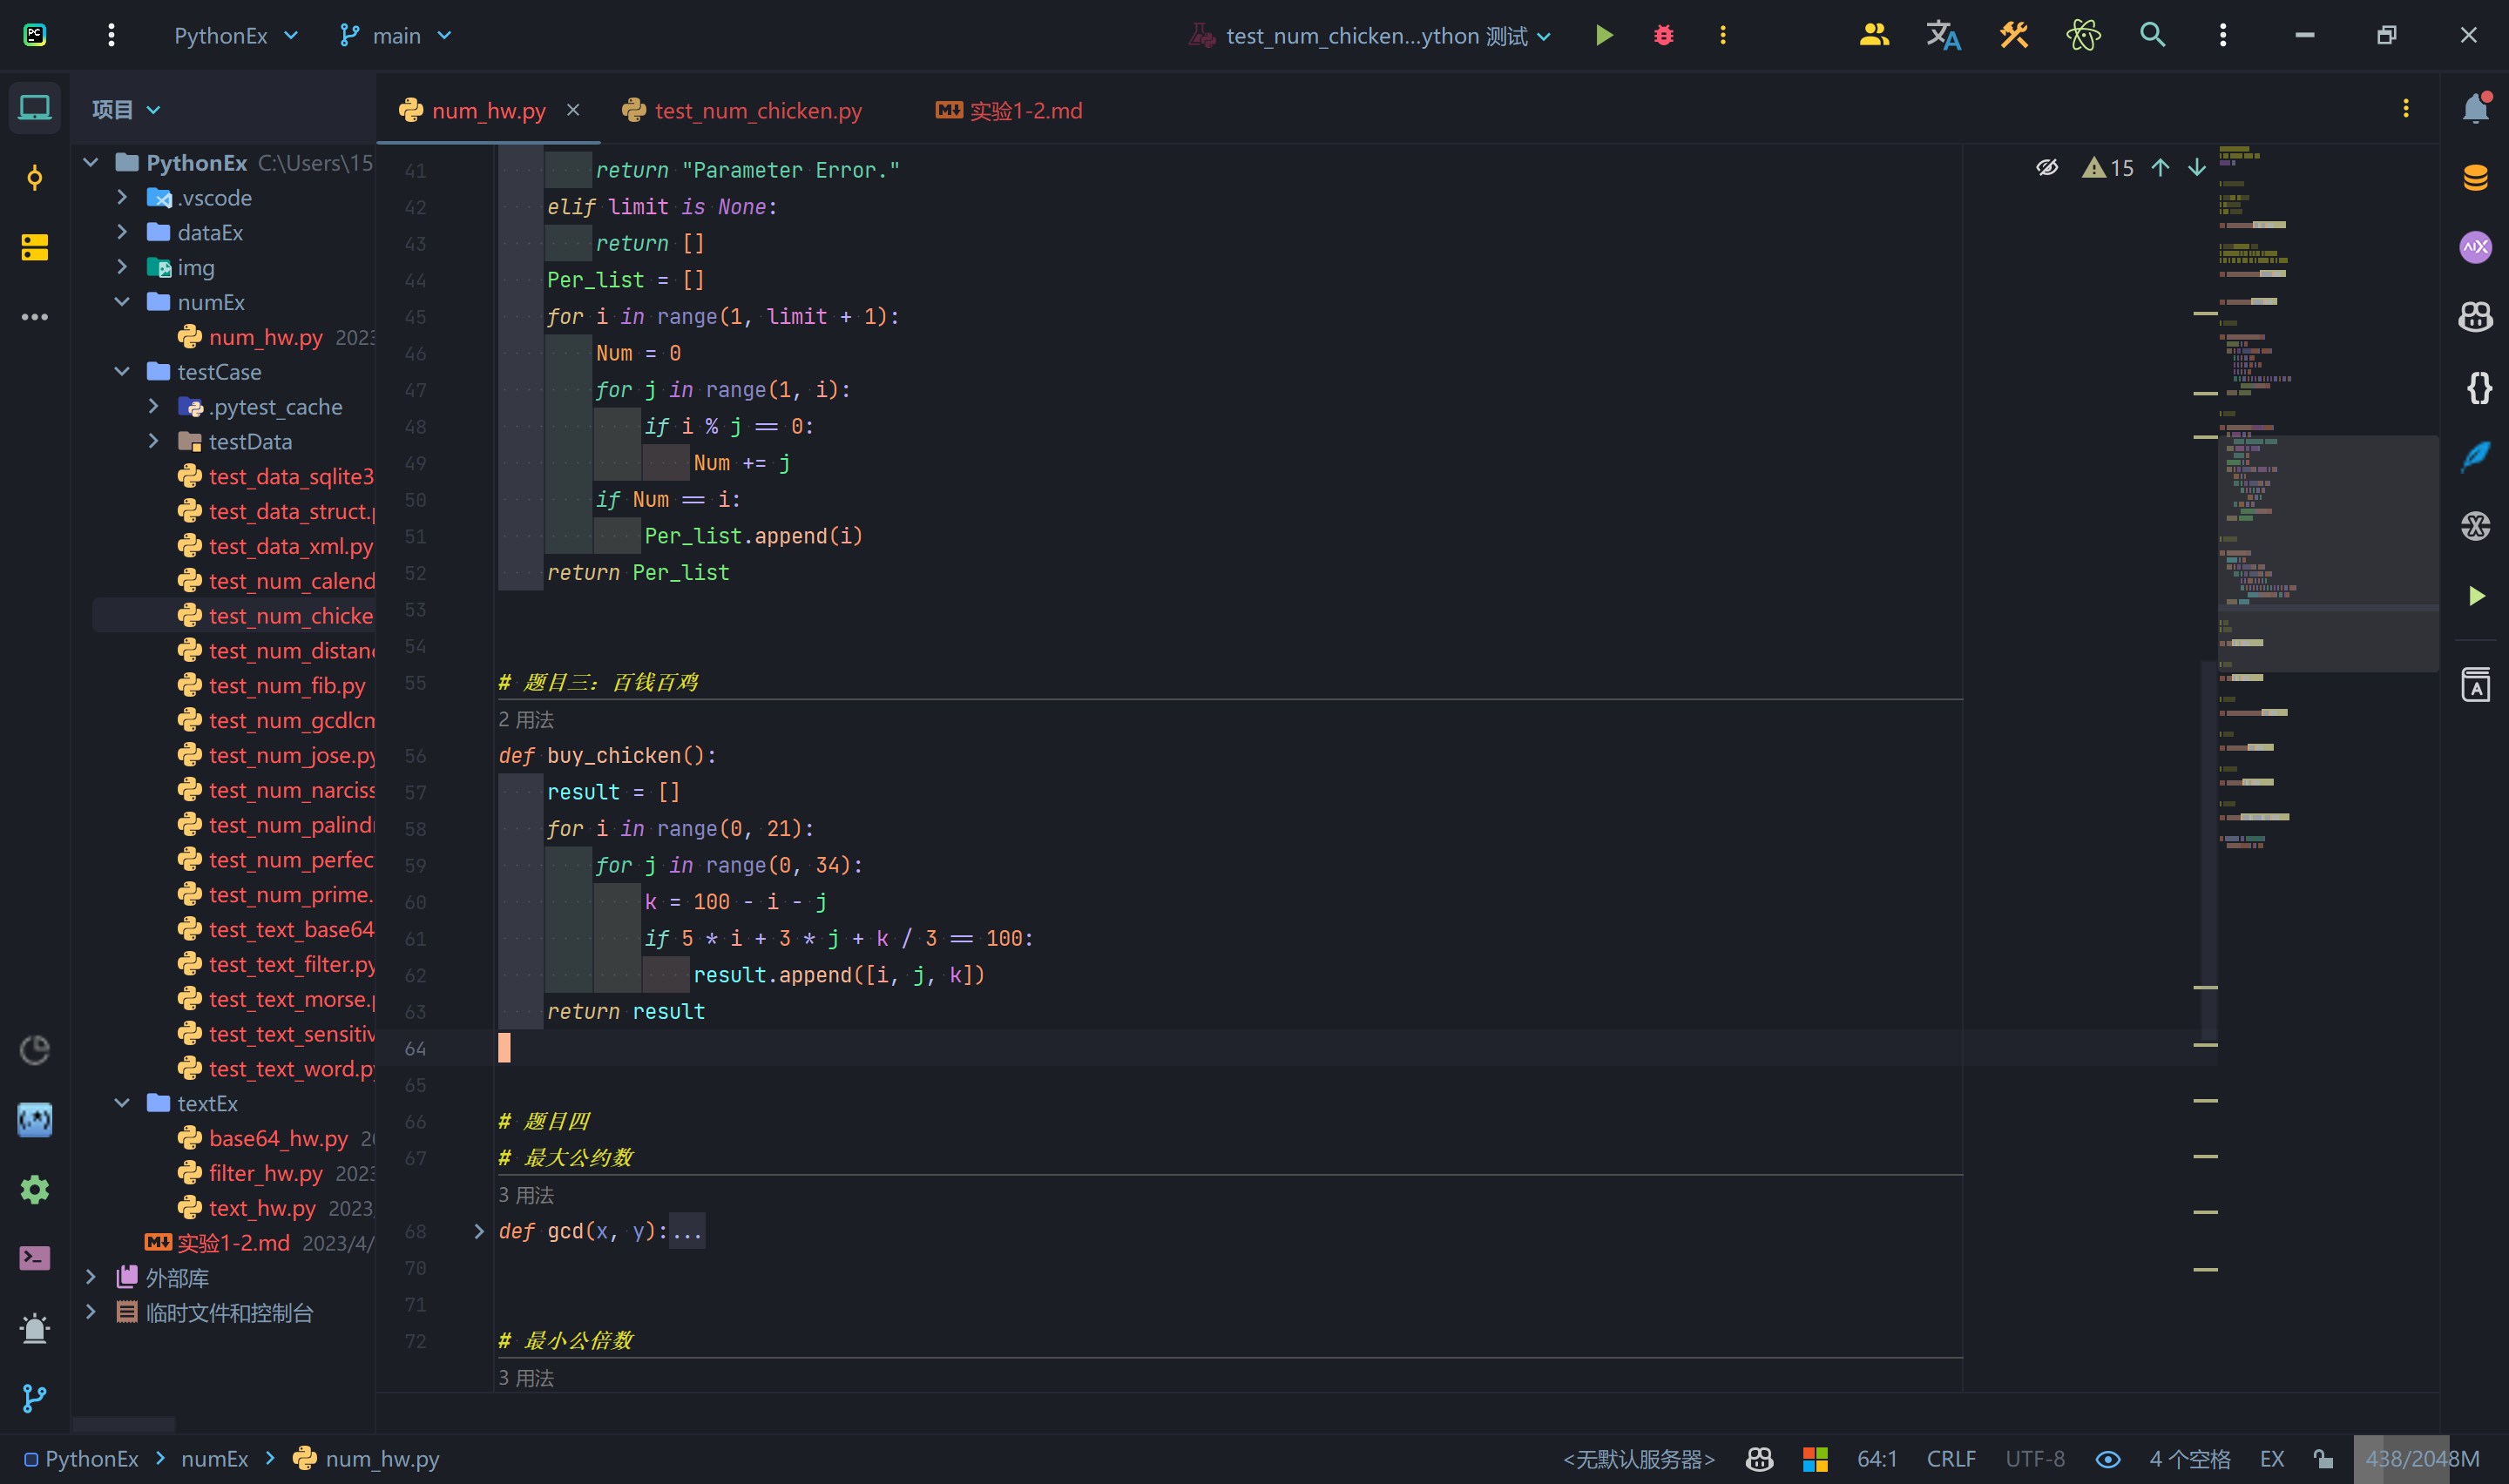 PythonEx
main
test_num_chicken...ython 测试
项目
num_hw.py
test_num_chicken.py
实验1-2.md
PythonEx C:\Users\15
.vscode
dataEx
img
numEx
num_hw.py 2023
testCase
.pytest_cache
testData
test_data_sqlite3
test_data_struct.p
test_data_xml.py
test_num_calend
test_num_chicke
test_num_distanc
test_num_fib.py
test_num_gcdlcm
test_num_jose.py
test_num_narciss
test_num_palindr
test_num_perfec
test_num_prime.
test_text_base64
test_text_filter.py
test_text_morse.p
test_text_sensitiv
test_text_word.py
textEx
base64_hw.py 20
filter_hw.py 2023
text_hw.py 2023/
实验1-2.md 2023/4/
外部库
临时文件和控制台
15
41 return "Parameter Error."
42 elif limit is None:
43 return []
44 Per_list = []
45 for i in range(1, limit + 1):
46 Num = 0
47 for j in range(1, i):
48 if i % j == 0:
49 Num += j
50 if Num == i:
51 Per_list.append(i)
52 return Per_list
53
54
55 # 题目三：百钱百鸡
2 用法
56 def buy_chicken():
57 result = []
58 for i in range(0, 21):
59 for j in range(0, 34):
60 k = 100 - i - j
61 if 5 * i + 3 * j + k / 3 == 100:
62 result.append([i, j, k])
63 return result
64
65
66 # 题目四
67 # 最大公约数
3 用法
68 def gcd(x, y):...
70
71
72 # 最小公倍数
3 用法
PythonEx > numEx > num_hw.py
<无默认服务器>
64:1
CRLF
UTF-8
4 个空格
EX
438/2048M